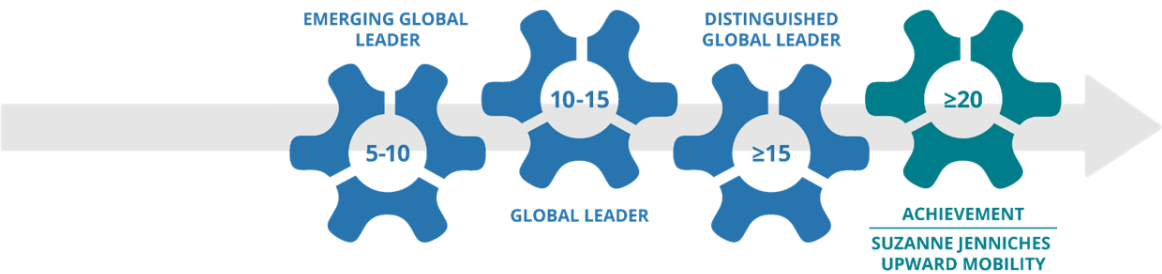 EMERGING GLOBAL
LEADER
5-10
10-15
GLOBAL LEADER
DISTINGUISHED
GLOBAL LEADER
≥15
≥20
ACHIEVEMENT
SUZANNE JENNICHES
UPWARD MOBILITY